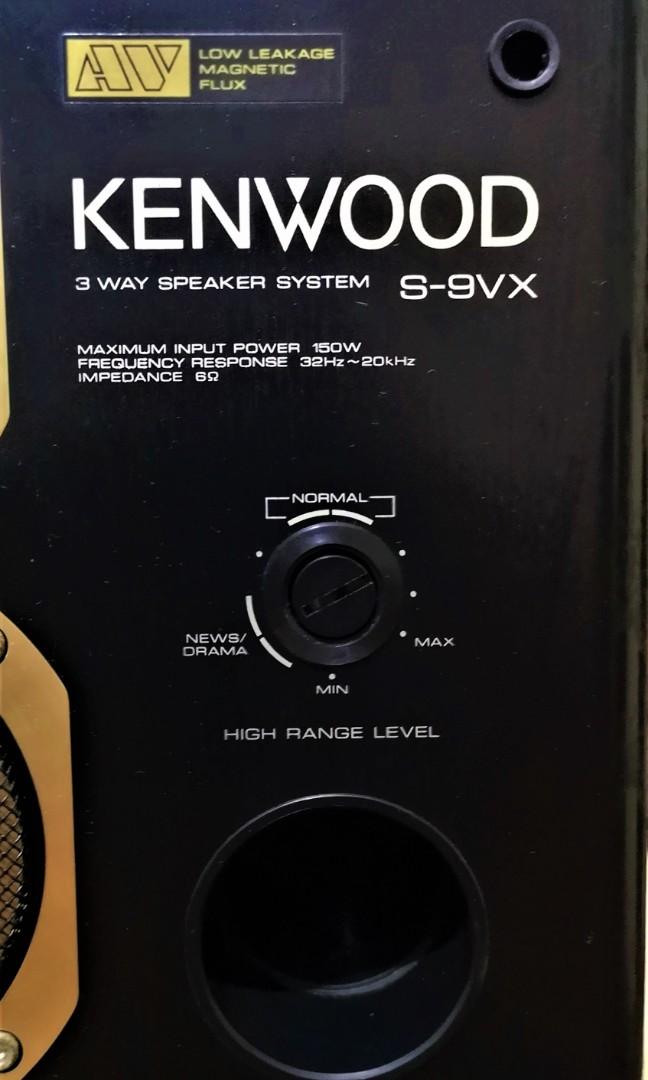 AV
LOW LEAKAGE
MAGNETIC
FLUX
KENWOOD
3 WAY SPEAKER SYSTEM S-9VX
MAXIMUM INPUT POWER 150W
FREQUENCY RESPONSE 32Hz~20kHz
IMPEDANCE 6Ω
NORMAL
NEWS/
DRAMA
MAX
MIN
HIGH RANGE LEVEL